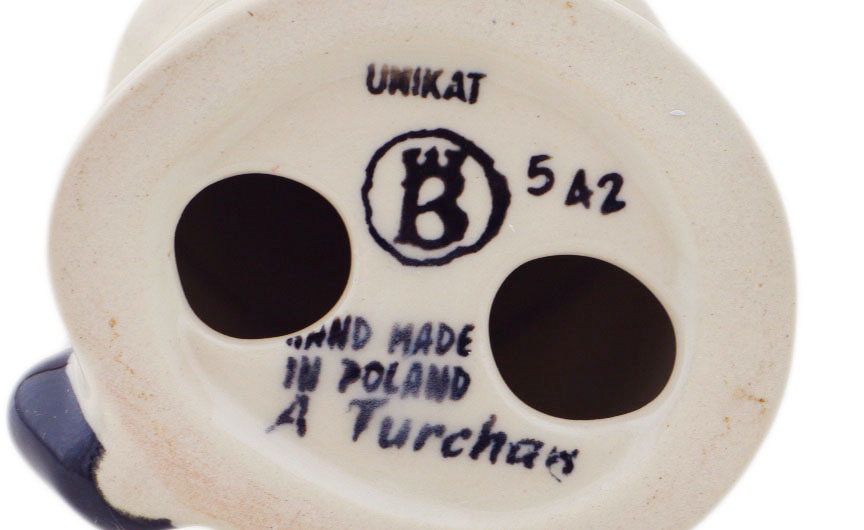 UNIKAT
B 5 A2
HAND MADE
IN POLAND
A Turchan